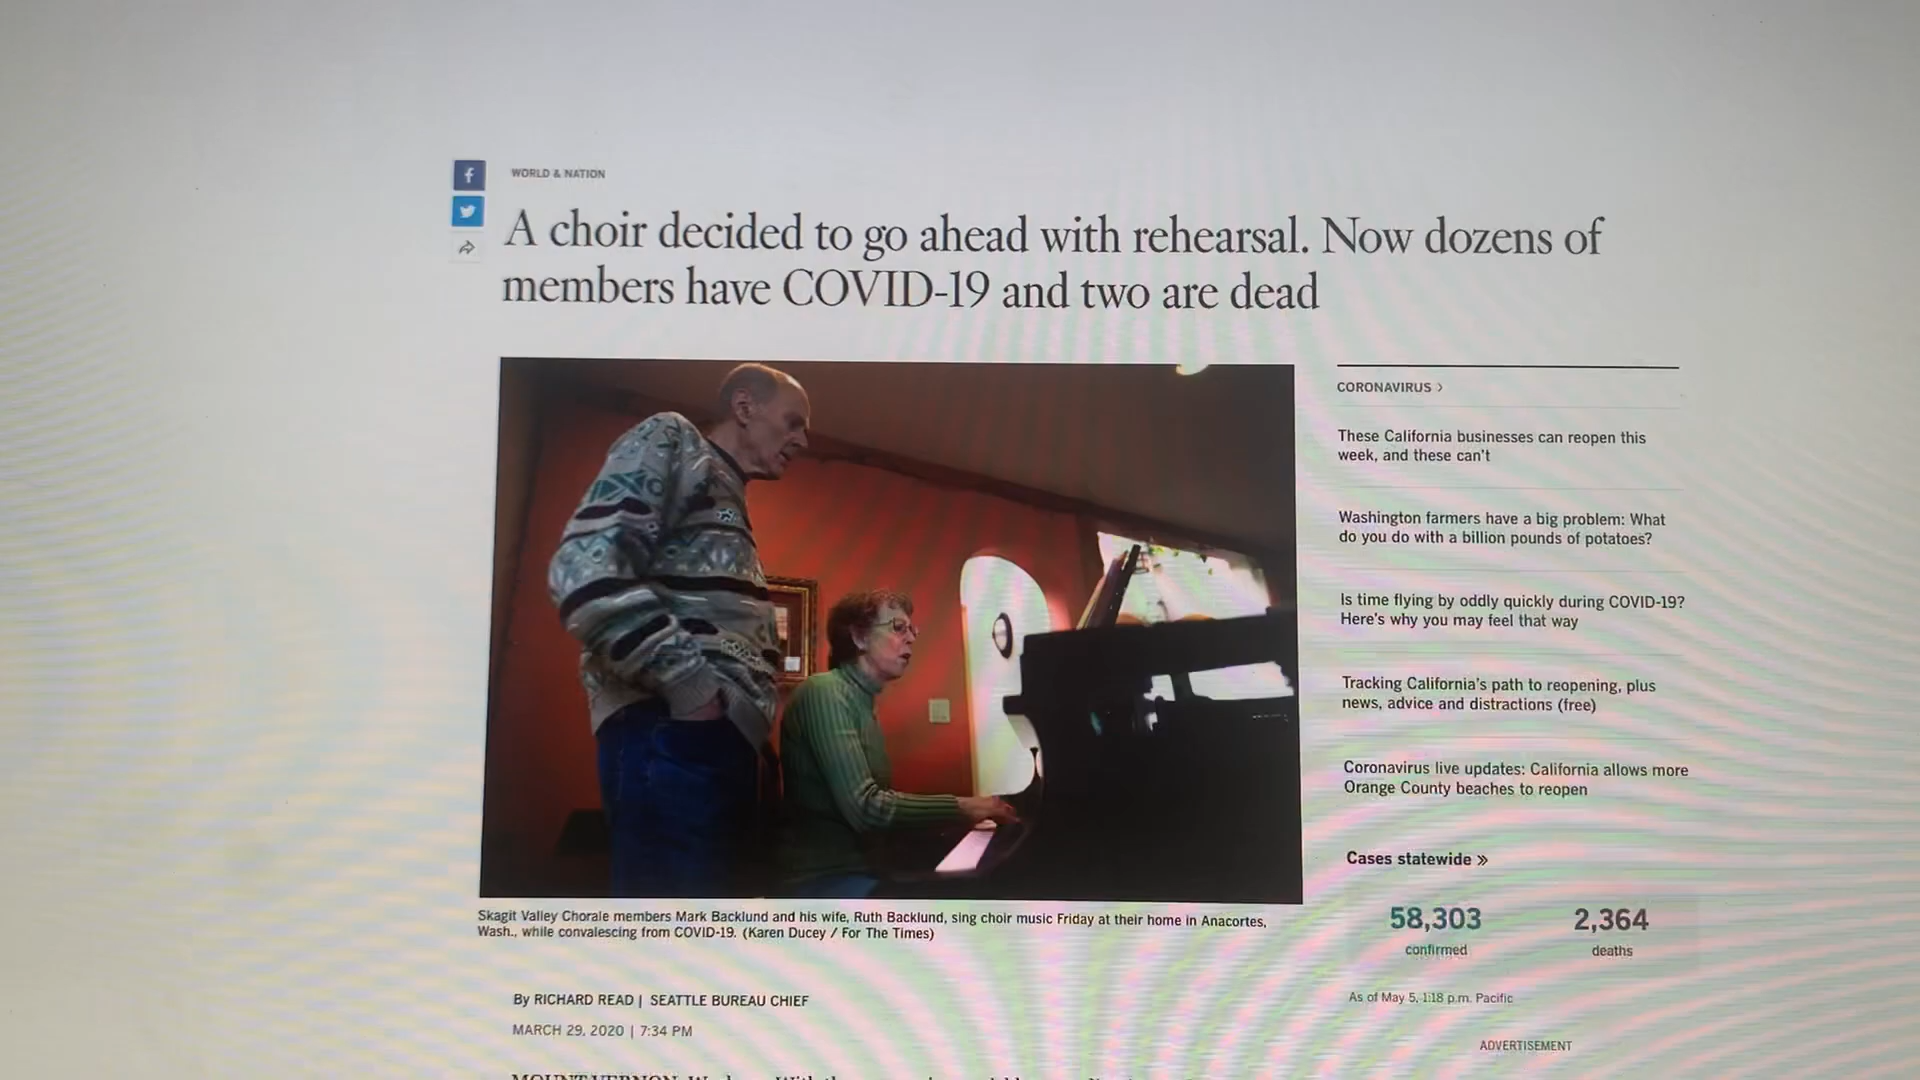 WORLD & NATION
A choir decided to go ahead with rehearsal. Now dozens of
members have COVID-19 and two are dead
Skagit Valley Chorale members Mark Backlund and his wife, Ruth Backlund, sing choir music Friday at their home in Anacortes,
Wash., while convalescing from COVID-19. (Karen Ducey / For The Times)
By RICHARD READ | SEATTLE BUREAU CHIEF
MARCH 29, 2020 | 7:34 PM
CORONAVIRUS >
These California businesses can reopen this
week, and these can't
Washington farmers have a big problem: What
do you do with a billion pounds of potatoes?
Is time flying by oddly quickly during COVID-19?
Here's why you may feel that way
Tracking California's path to reopening, plus
news, advice and distractions (free)
Coronavirus live updates: California allows more
Orange County beaches to reopen
Cases statewide »
58,303 2,364
confirmed deaths
As of May 5, 1:18 p.m. Pacific
ADVERTISEMENT